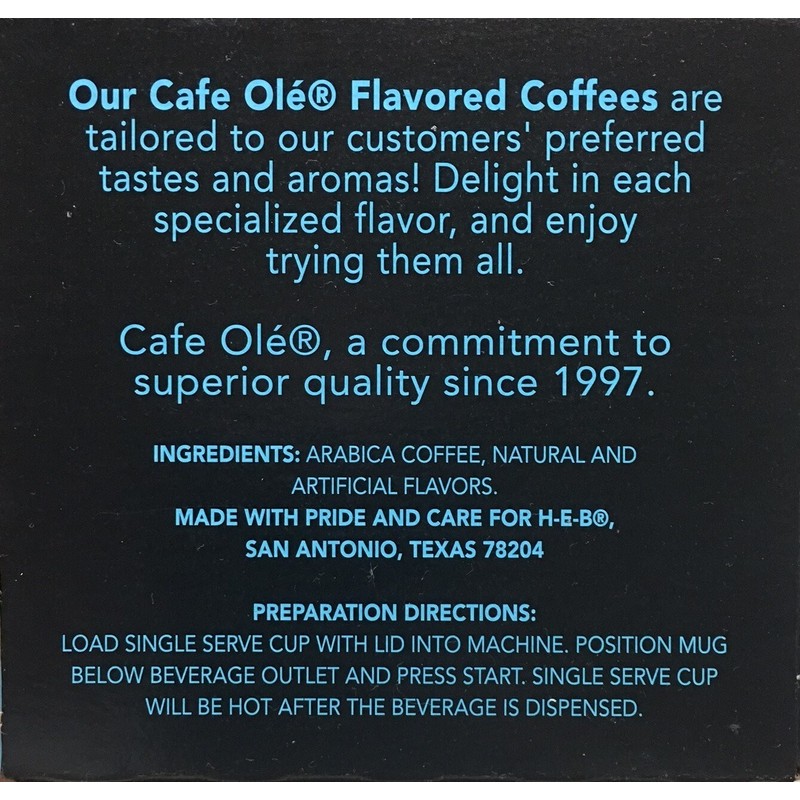 Our Cafe Olé® Flavored Coffees are
tailored to our customers' preferred
tastes and aromas! Delight in each
specialized flavor, and enjoy
trying them all.
Cafe Olé®, a commitment to
superior quality since 1997.
INGREDIENTS: ARABICA COFFEE, NATURAL AND
ARTIFICIAL FLAVORS.
MADE WITH PRIDE AND CARE FOR H-E-B®,
SAN ANTONIO, TEXAS 78204
PREPARATION DIRECTIONS:
LOAD SINGLE SERVE CUP WITH LID INTO MACHINE. POSITION MUG
BELOW BEVERAGE OUTLET AND PRESS START. SINGLE SERVE CUP
WILL BE HOT AFTER THE BEVERAGE IS DISPENSED.